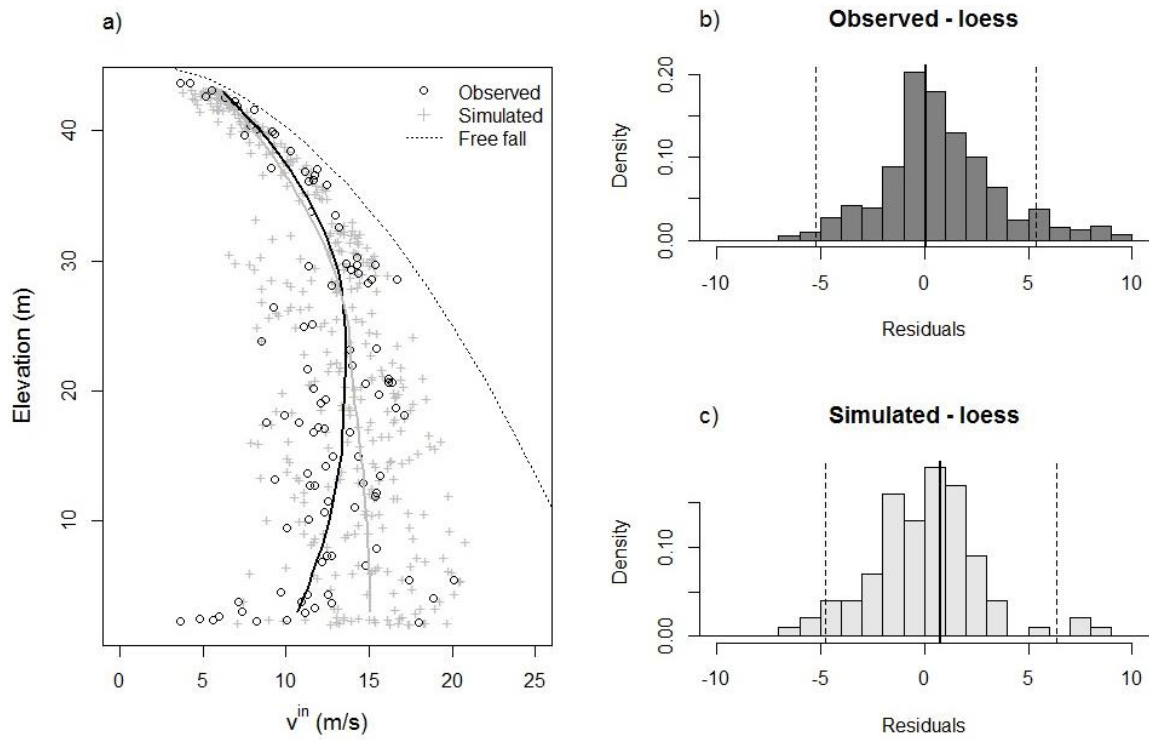 a)
Observed
Simulated
Free fall
40
30
20
10
Elevation (m)
0 5 10 15 20 25
v^in (m/s)
b) Observed - loess
0.20
0.10
0.00
Density
-10 -5 0 5 10
Residuals
c) Simulated - loess
0.10
0.00
Density
-10 -5 0 5 10
Residuals